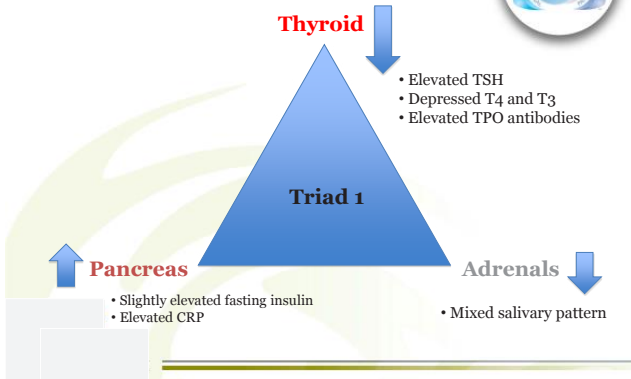 Thyroid
• Elevated TSH
• Depressed T4 and T3
• Elevated TPO antibodies
Triad 1
Pancreas
• Slightly elevated fasting insulin
• Elevated CRP
Adrenals
• Mixed salivary pattern